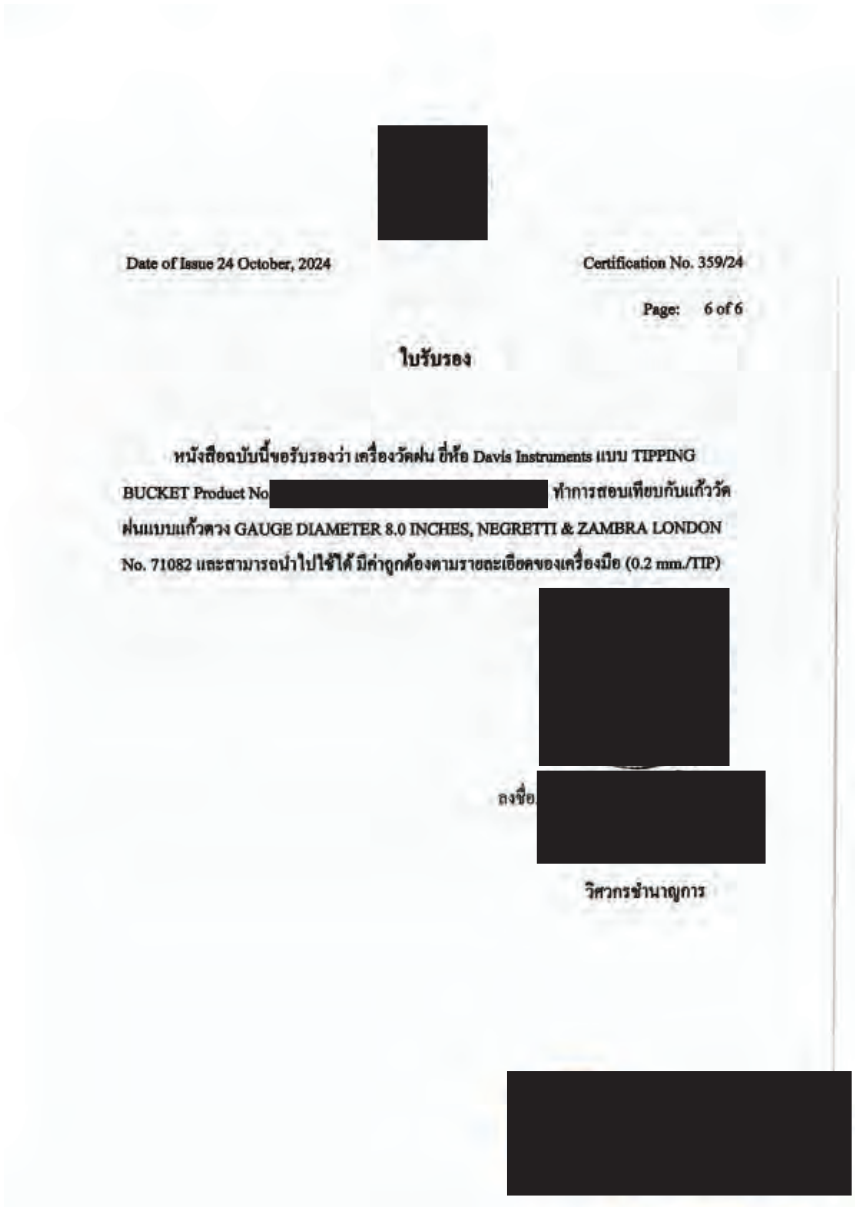 Date of Issue 24 October, 2024
Certification No. 359/24
Page: 6 of 6
ใบรับรอง
หนังสือฉบับนี้ขอรับรองว่า เครื่องวัดฝน ยี่ห้อ Davis Instruments แบบ TIPPING
BUCKET Product No ทำการสอบเทียบกับแก้ววัด
ฝนแบบแก้วตวง GAUGE DIAMETER 8.0 INCHES, NEGRETTI & ZAMBRA LONDON
No. 71082 และสามารถนำไปใช้ได้ มีค่าถูกต้องตามรายละเอียดของเครื่องมือ (0.2 mm./TIP)
ลงชื่อ
วิศวกรชำนาญการ